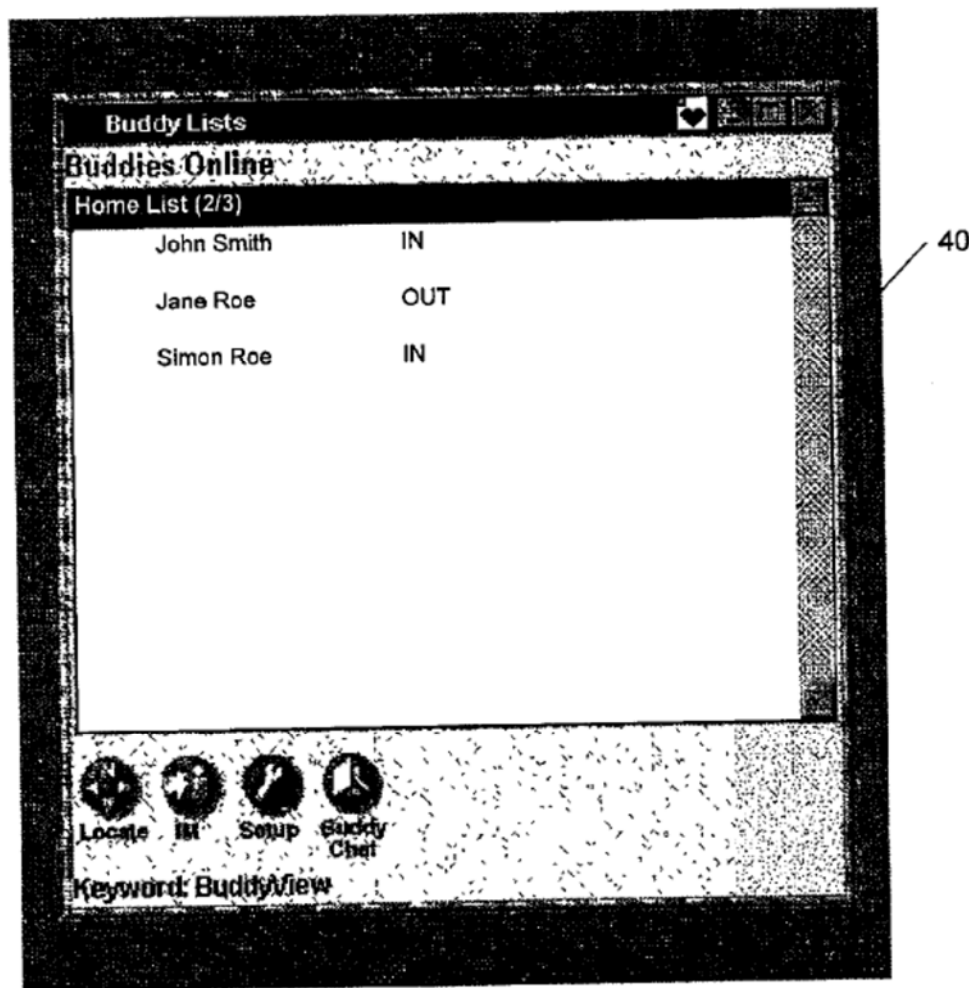 Buddy Lists
Buddies Online
Home List (2/3)
John Smith IN
40
Jane Roe OUT
Simon Roe IN
Locate IM Setup Buddy Chat
Keyword: BuddyView